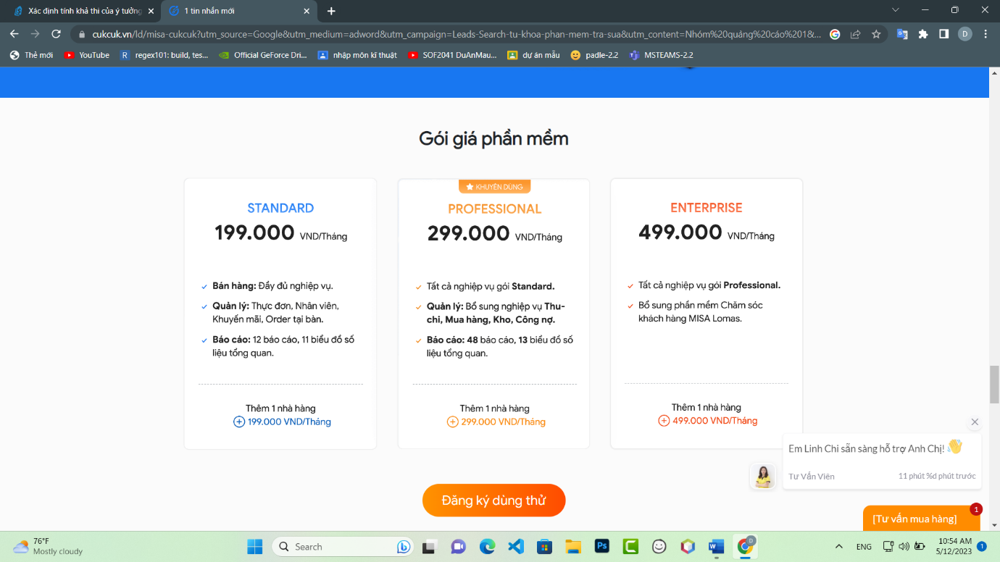 Xác định tính khả thi của ý tưởng
1 tin nhắn mới
cukcuk.vn/ld/misa-cukcuk?utm_source=Google&utm_medium=adword&utm_campaign=Leads-Search-tu-khoa-phan-mem-tra-sua&utm_content=Nhóm%20quảng%20cáo%201&...
D
Thẻ mới
YouTube
R regex101: build, tes...
Official GeForce Dri...
nhập môn kĩ thuật
SOF2041 DuAnMau...
dự án mẫu
padle-2.2
MSTEAMS-2.2
Gói giá phần mềm
STANDARD
199.000 VND/Tháng
Bán hàng: Đầy đủ nghiệp vụ.
Quản lý: Thực đơn, Nhân viên,
Khuyến mãi, Order tại bàn.
Báo cáo: 12 báo cáo, 11 biểu đồ số
liệu tổng quan.
Thêm 1 nhà hàng
199.000 VND/Tháng
KHUYÊN DÙNG
PROFESSIONAL
299.000 VND/Tháng
Tất cả nghiệp vụ gói Standard.
Quản lý: Bổ sung nghiệp vụ Thu-
chi, Mua hàng, Kho, Công nợ.
Báo cáo: 48 báo cáo, 13 biểu đồ số
liệu tổng quan.
Thêm 1 nhà hàng
299.000 VND/Tháng
ENTERPRISE
499.000 VND/Tháng
Tất cả nghiệp vụ gói Professional.
Bổ sung phần mềm Chăm sóc
khách hàng MISA Lomas.
Thêm 1 nhà hàng
499.000 VND/Tháng
Em Linh Chi sẵn sàng hỗ trợ Anh Chị!
Tư Vấn Viên
11 phút %d phút trước
Đăng ký dùng thử
[Tư vấn mua hàng]
1
76°F
Mostly cloudy
Search
Ps
D
ENG
10:54 AM
5/12/2023
1